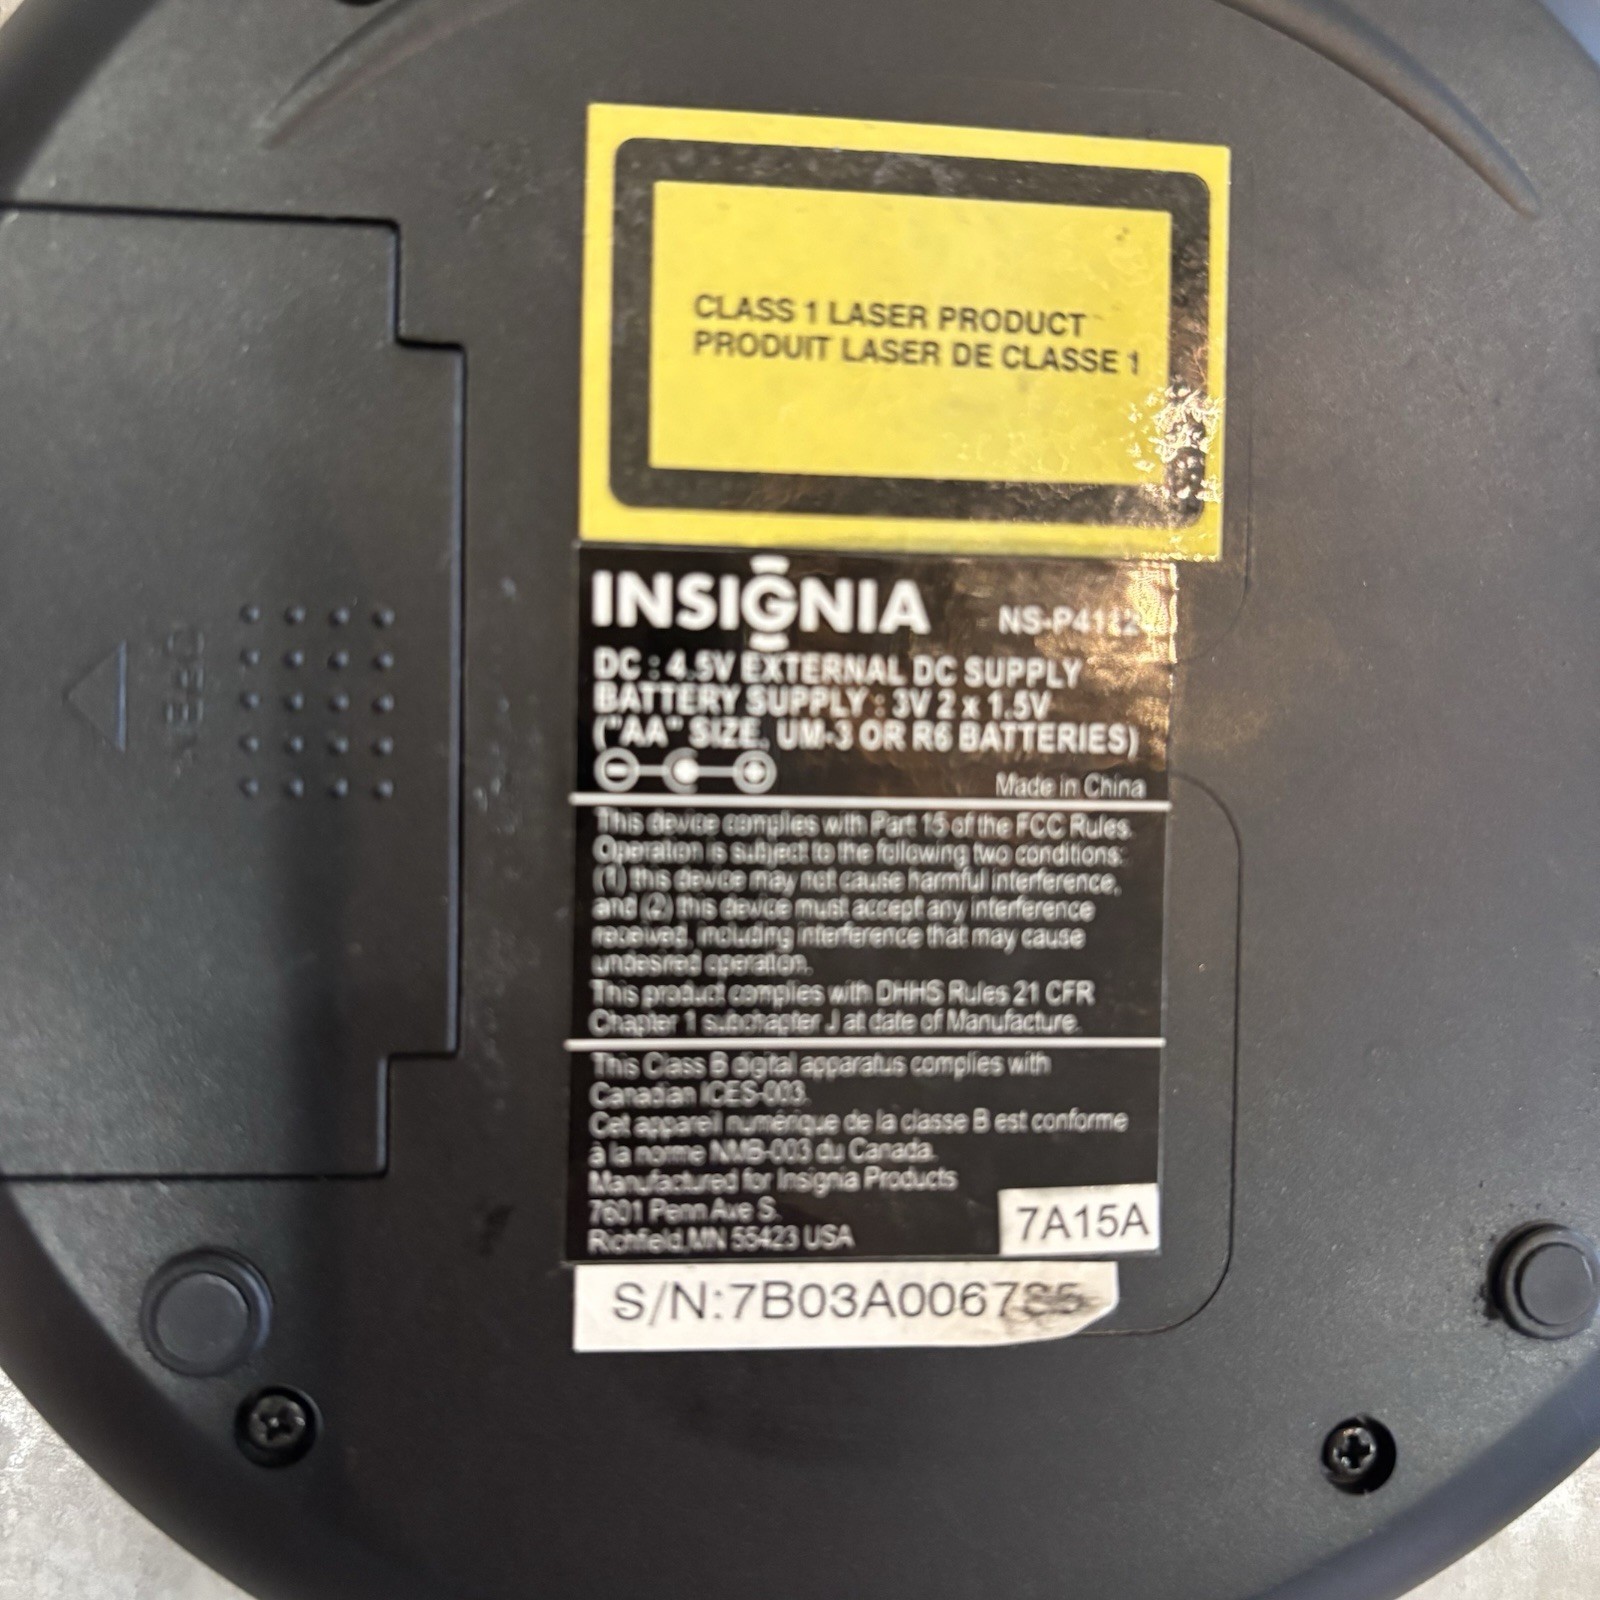 CLASS 1 LASER PRODUCT
PRODUIT LASER DE CLASSE 1
INSIGNIA
DC : 4.5V EXTERNAL DC SUPPLY
BATTERY SUPPLY : 3V 2 x 1.5V
("AA" SIZE, UM-3 OR R6 BATTERIES)
Made in China
This device complies with Part 15 of the FCC Rules.
Operation is subject to the following two conditions:
(1) this device may not cause harmful interference,
and (2) this device must accept any interference
received, including interference that may cause
undesired operation.
This product complies with DHHS Rules 21 CFR
Chapter 1 subchapter J at date of Manufacture.
This Class B digital apparatus complies with
Canadian ICES-003.
Cet appareil numérique de la classe B est conforme
à la norme NMB-003 du Canada.
Manufactured for Insignia Products
7601 Penn Ave S.
Richfield,MN 55423 USA
7A15A